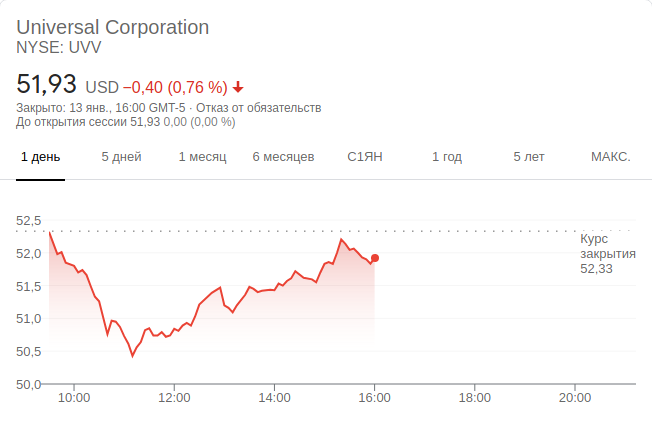 Universal Corporation
NYSE: UVV
51,93 USD −0,40 (0,76 %)
Закрыто: 13 янв., 16:00 GMT-5 · Отказ от обязательств
До открытия сессии 51,93 0,00 (0,00 %)
1 день 5 дней 1 месяц 6 месяцев С1ЯН 1 год 5 лет МАКС.
52,5
Курс
закрытия
52,33
52,0
51,5
51,0
50,5
50,0
10:00 12:00 14:00 16:00 18:00 20:00